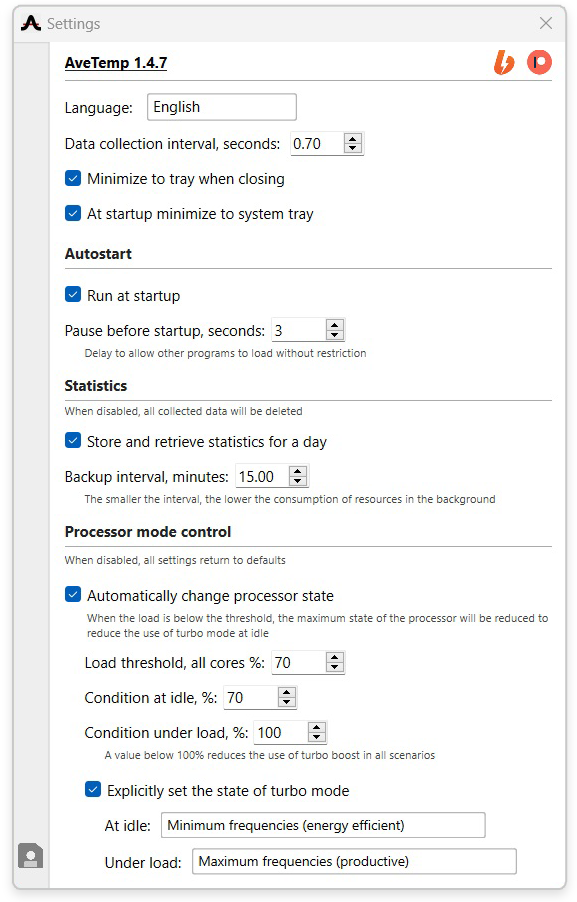 Settings
AveTemp 1.4.7
Language: English
Data collection interval, seconds: 0.70
Minimize to tray when closing
At startup minimize to system tray
Autostart
Run at startup
Pause before startup, seconds: 3
Delay to allow other programs to load without restriction
Statistics
When disabled, all collected data will be deleted
Store and retrieve statistics for a day
Backup interval, minutes: 15.00
The smaller the interval, the lower the consumption of resources in the background
Processor mode control
When disabled, all settings return to defaults
Automatically change processor state
When the load is below the threshold, the maximum state of the processor will be reduced to
reduce the use of turbo mode at idle
Load threshold, all cores %: 70
Condition at idle, %: 70
Condition under load, %: 100
A value below 100% reduces the use of turbo boost in all scenarios
Explicitly set the state of turbo mode
At idle: Minimum frequencies (energy efficient)
Under load: Maximum frequencies (productive)